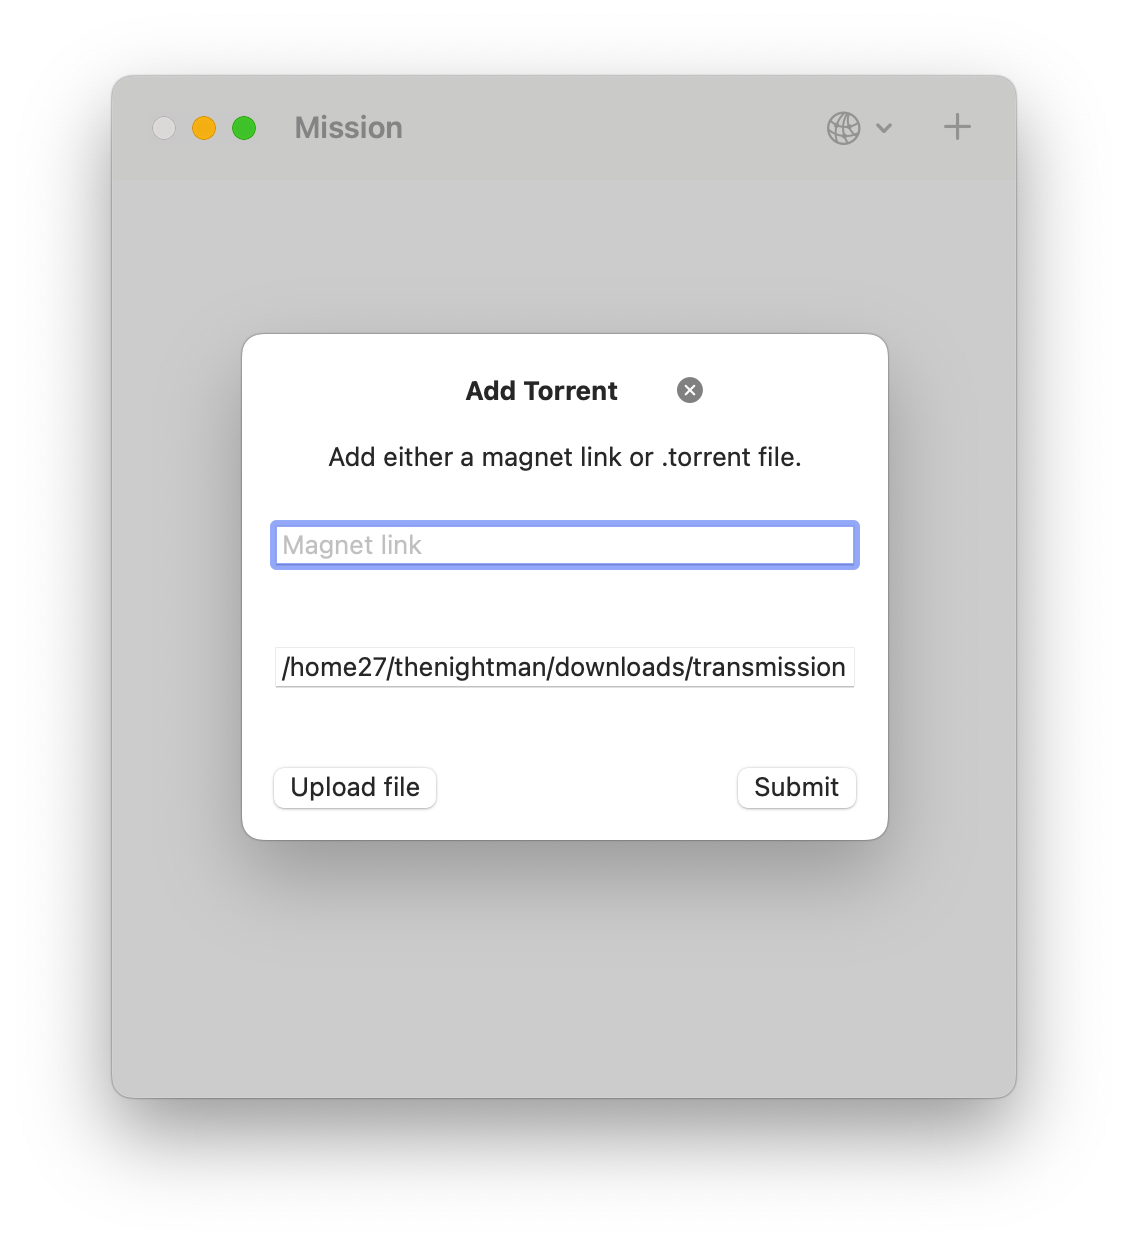 Mission
Add Torrent
Add either a magnet link or .torrent file.
Magnet link
/home27/thenightman/downloads/transmission
Upload file
Submit